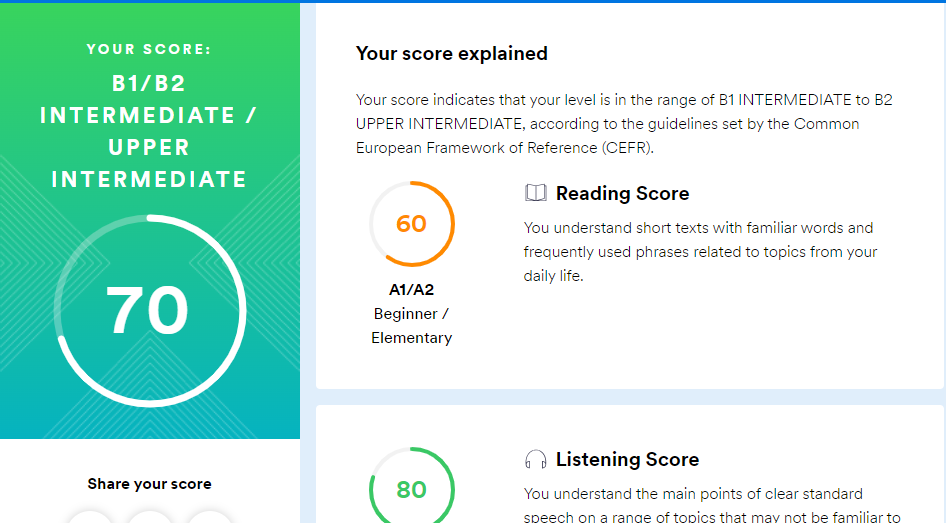 YOUR SCORE:
B1/B2
INTERMEDIATE /
UPPER
INTERMEDIATE
70
Share your score
Your score explained
Your score indicates that your level is in the range of B1 INTERMEDIATE to B2
UPPER INTERMEDIATE, according to the guidelines set by the Common
European Framework of Reference (CEFR).
60
A1/A2
Beginner /
Elementary
Reading Score
You understand short texts with familiar words and
frequently used phrases related to topics from your
daily life.
80
Listening Score
You understand the main points of clear standard
speech on a range of topics that may not be familiar to